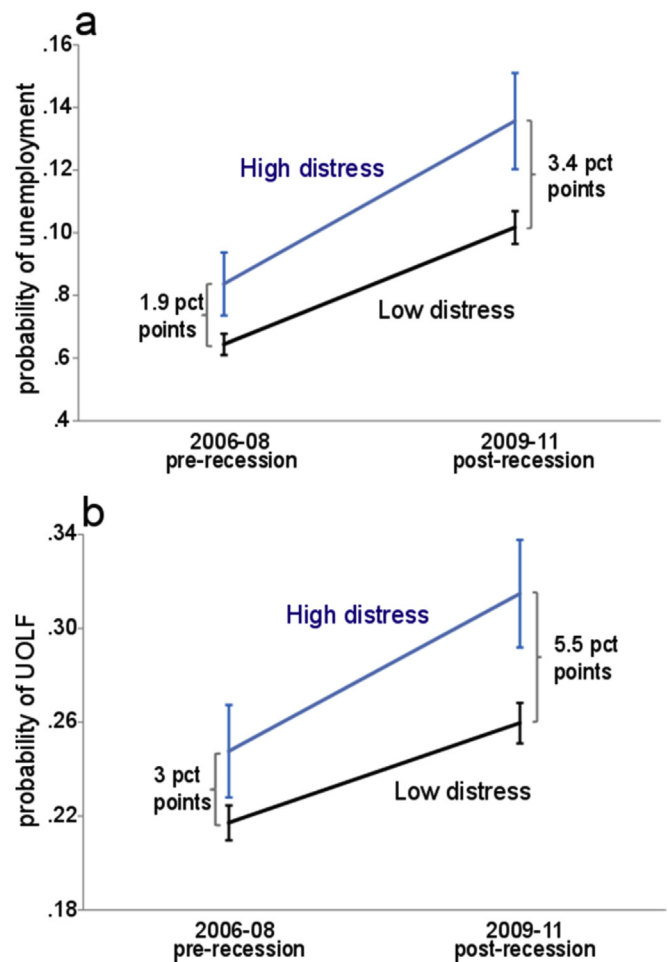 a
.16
.14
.12
.10
.8
.6
.4
probability of unemployment
High distress
3.4 pct
points
1.9 pct
points
Low distress
2006-08
pre-recession
2009-11
post-recession
b
.34
.30
.26
.22
.18
probability of UOLF
High distress
5.5 pct
points
3 pct
points
Low distress
2006-08
pre-recession
2009-11
post-recession